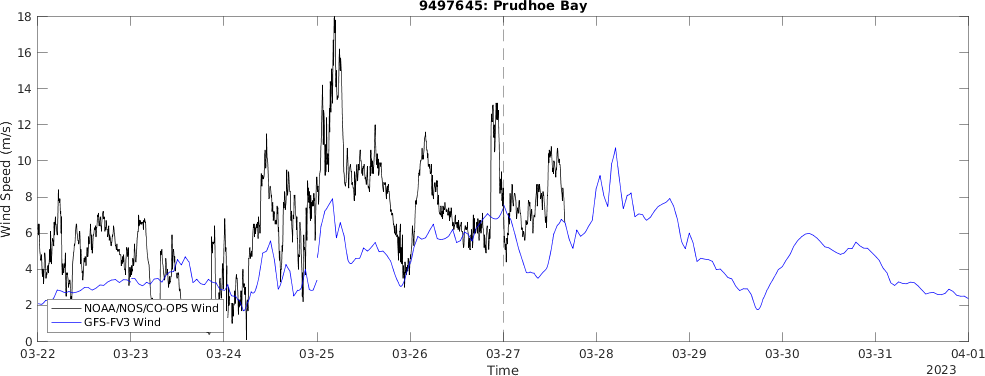 9497645: Prudhoe Bay
18
16
14
12
10
8
6
4
2
0
Wind Speed (m/s)
NOAA/NOS/CO-OPS Wind
GFS-FV3 Wind
03-22 03-23 03-24 03-25 03-26 03-27 03-28 03-29 03-30 03-31 04-01
Time
2023